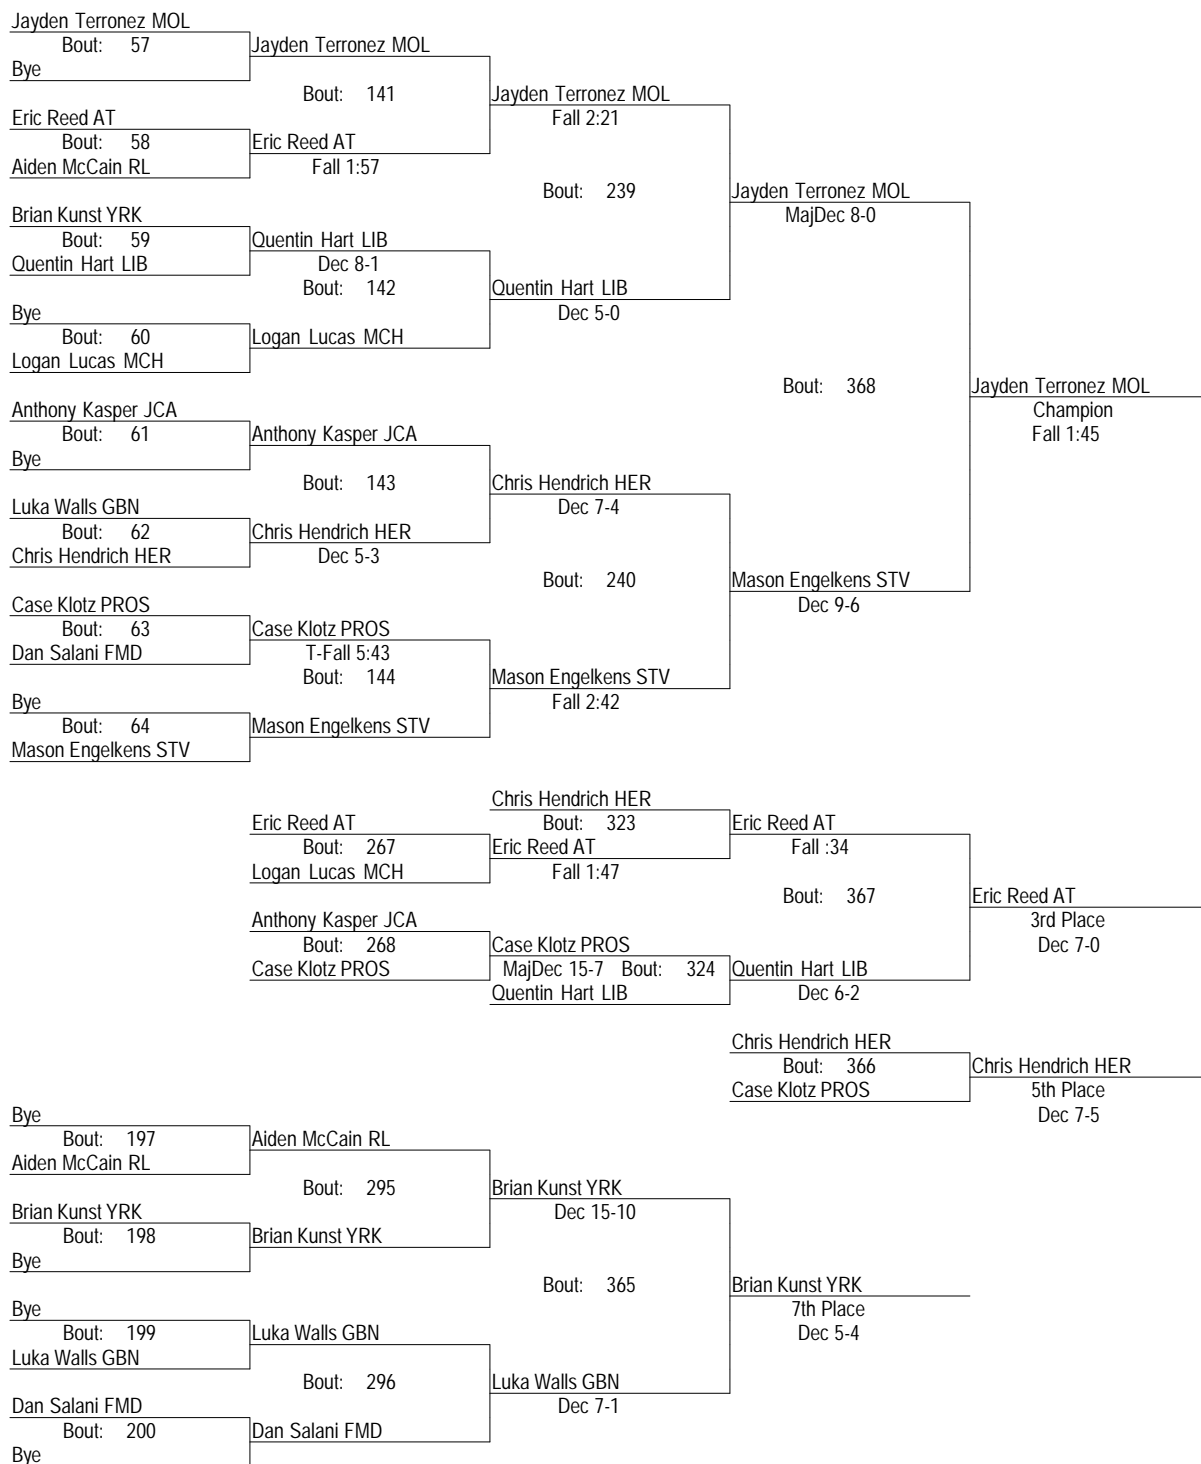 Jayden Terronez MOL
Bout: 57
Jayden Terronez MOL
Bye
Bout: 141
Jayden Terronez MOL
Eric Reed AT
Fall 2:21
Bout: 58
Eric Reed AT
Aiden McCain RL
Fall 1:57
Bout: 239
Jayden Terronez MOL
Brian Kunst YRK
MajDec 8-0
Bout: 59
Quentin Hart LIB
Quentin Hart LIB
Dec 8-1
Bout: 142
Quentin Hart LIB
Bye
Dec 5-0
Bout: 60
Logan Lucas MCH
Logan Lucas MCH
Bout: 368
Jayden Terronez MOL
Anthony Kasper JCA
Champion
Bout: 61
Anthony Kasper JCA
Fall 1:45
Bye
Bout: 143
Chris Hendrich HER
Luka Walls GBN
Dec 7-4
Bout: 62
Chris Hendrich HER
Chris Hendrich HER
Dec 5-3
Bout: 240
Mason Engelkens STV
Case Klotz PROS
Dec 9-6
Bout: 63
Case Klotz PROS
Dan Salani FMD
T-Fall 5:43
Bout: 144
Mason Engelkens STV
Bye
Fall 2:42
Bout: 64
Mason Engelkens STV
Mason Engelkens STV
Chris Hendrich HER
Eric Reed AT
Bout: 323
Eric Reed AT
Bout: 267
Eric Reed AT
Fall :34
Logan Lucas MCH
Fall 1:47
Bout: 367
Eric Reed AT
Anthony Kasper JCA
3rd Place
Bout: 268
Case Klotz PROS
Dec 7-0
Case Klotz PROS
MajDec 15-7 Bout: 324
Quentin Hart LIB
Quentin Hart LIB
Dec 6-2
Chris Hendrich HER
Bout: 366
Chris Hendrich HER
Case Klotz PROS
5th Place
Dec 7-5
Bye
Bout: 197
Aiden McCain RL
Aiden McCain RL
Bout: 295
Brian Kunst YRK
Brian Kunst YRK
Dec 15-10
Bout: 198
Brian Kunst YRK
Bye
Bout: 365
Brian Kunst YRK
Bye
7th Place
Bout: 199
Luka Walls GBN
Dec 5-4
Luka Walls GBN
Bout: 296
Luka Walls GBN
Dan Salani FMD
Dec 7-1
Bout: 200
Dan Salani FMD
Bye